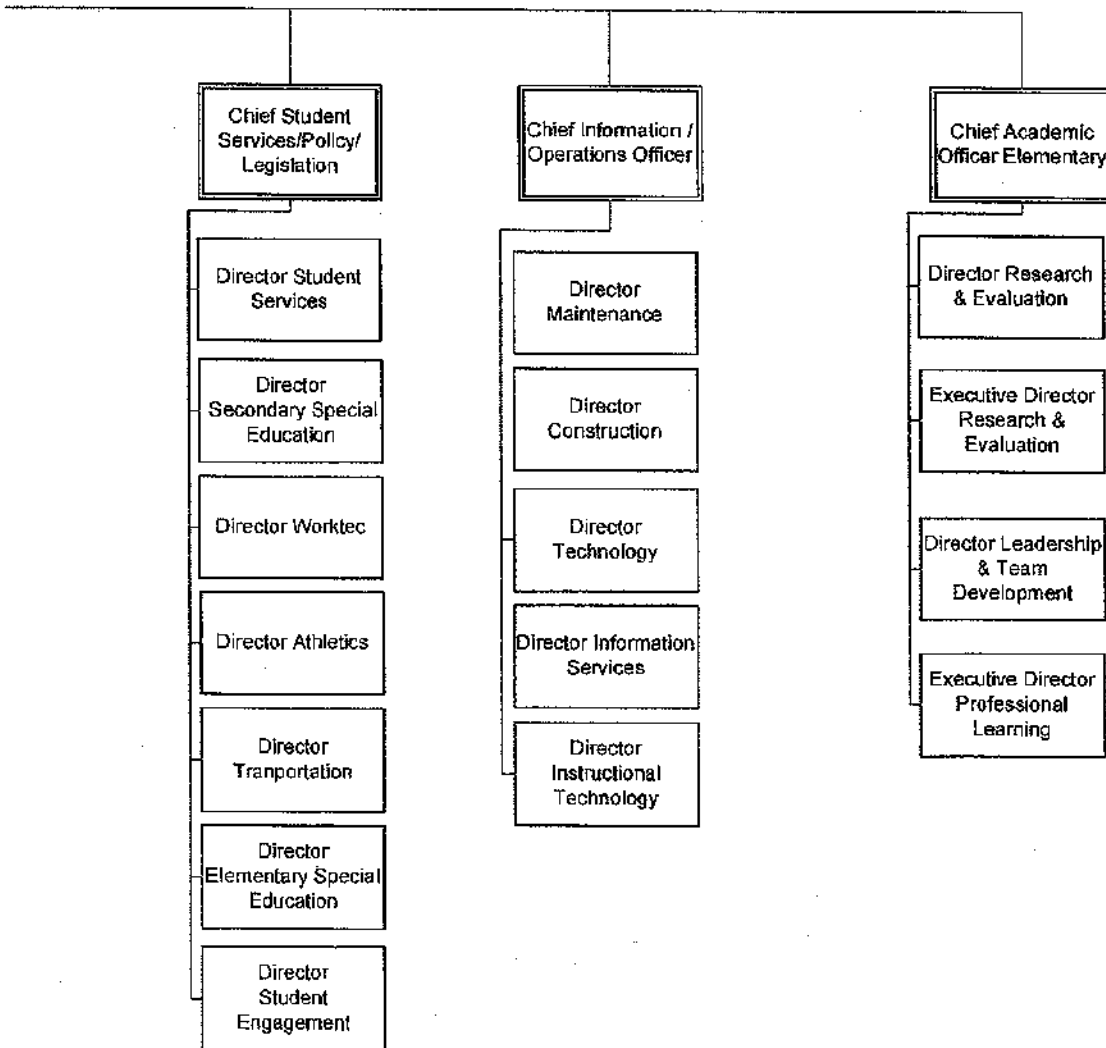 Chief Student
Services/Policy/
Legislation
Director Student
Services
Director
Secondary Special
Education
Director Worktec
Director Athletics
Director
Tranportation
Director
Elementary Special
Education
Director
Student
Engagement
Chief Information /
Operations Officer
Director
Maintenance
Director
Construction
Director
Technology
Director Information
Services
Director
Instructional
Technology
Chief Academic
Officer Elementary
Director Research
& Evaluation
Executive Director
Research &
Evaluation
Director Leadership
& Team
Development
Executive Director
Professional
Learning